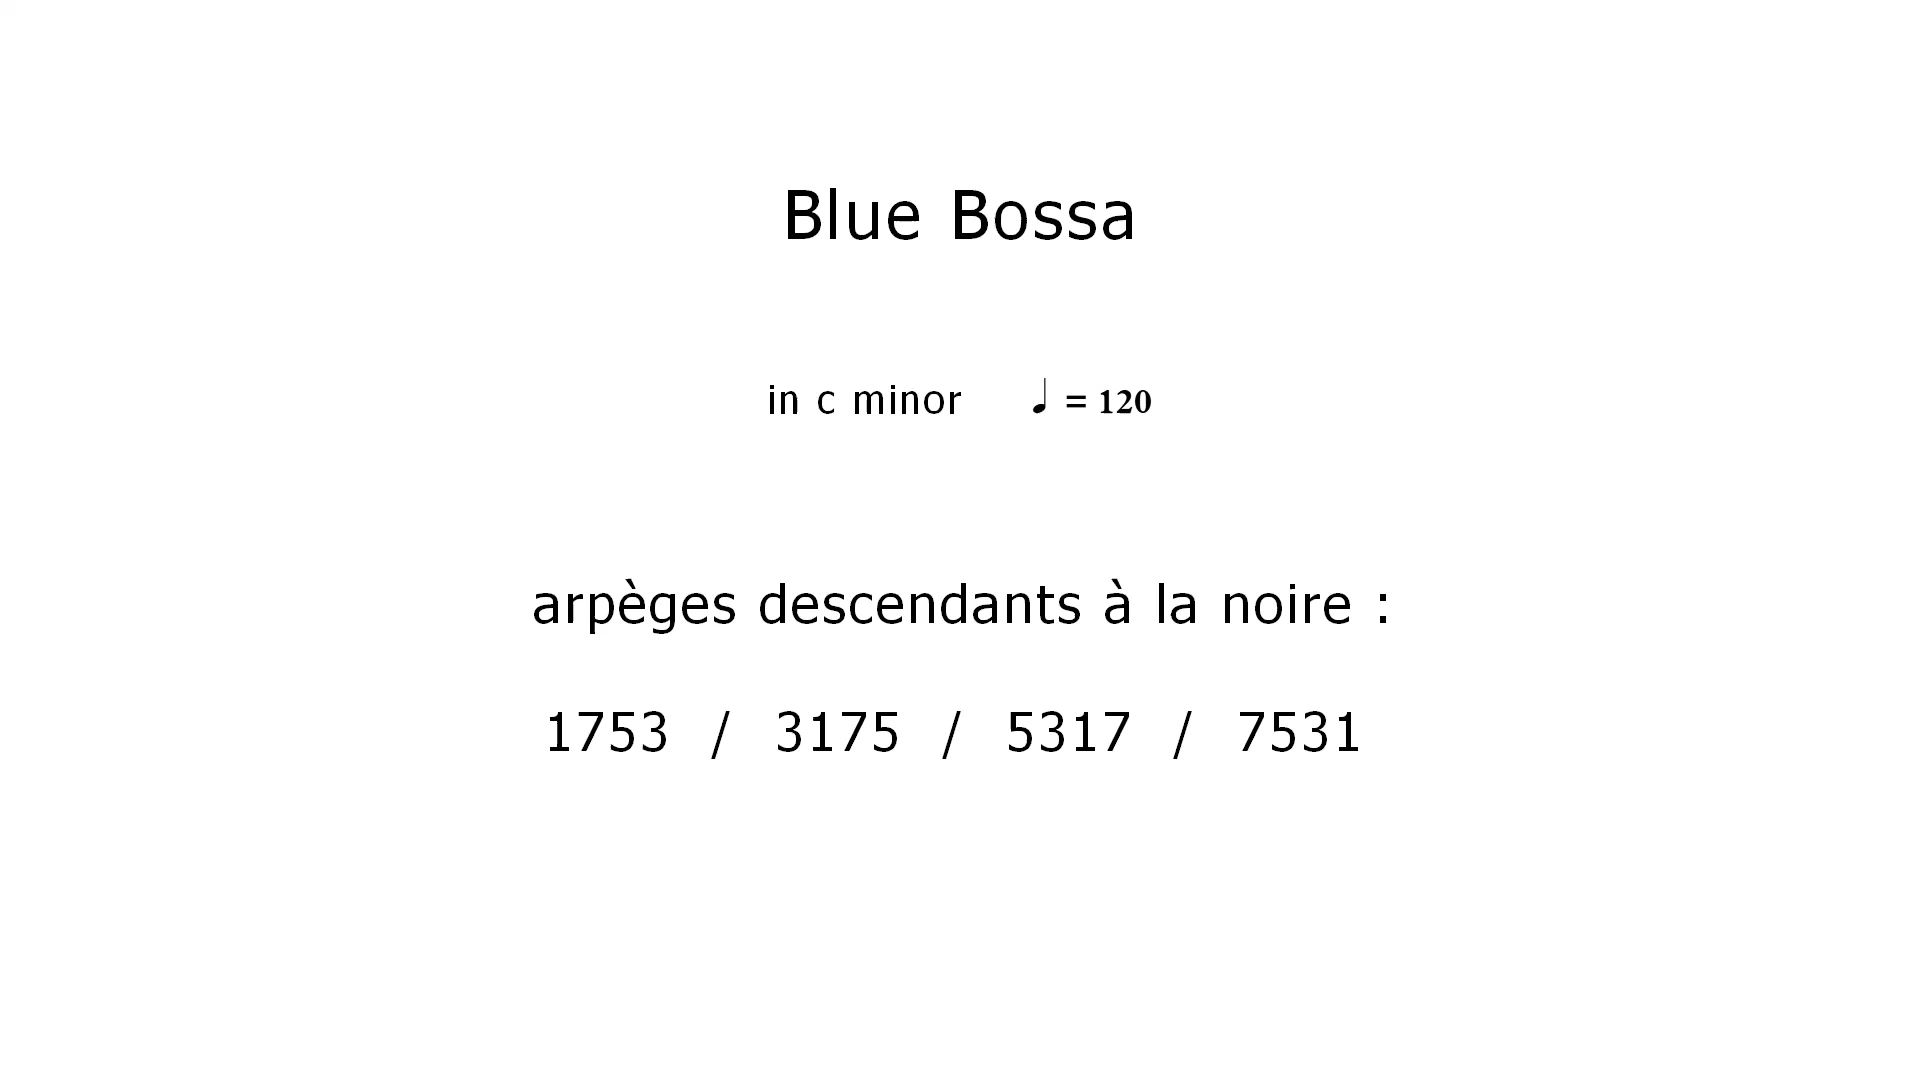 Blue Bossa
in c minor ♩ = 120
arpèges descendants à la noire :
1753 / 3175 / 5317 / 7531